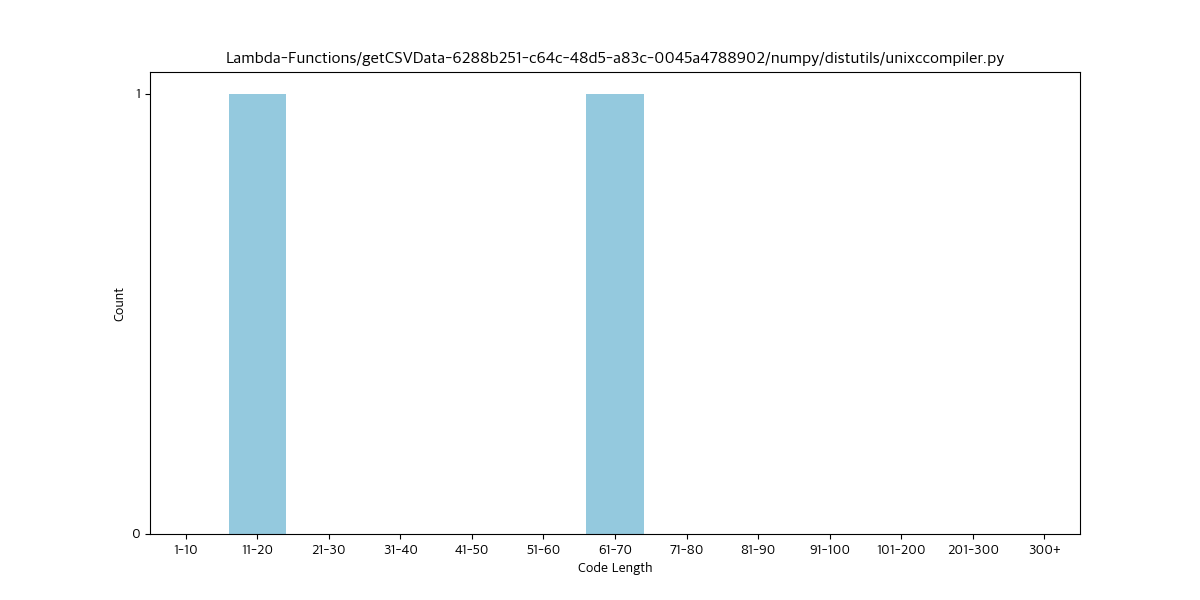 Lambda-Functions/getCSVData-6288b251-c64c-48d5-a83c-0045a4788902/numpy/distutils/unixccompiler.py
1
Count
0
1-10 11-20 21-30 31-40 41-50 51-60 61-70 71-80 81-90 91-100 101-200 201-300 300+
Code Length